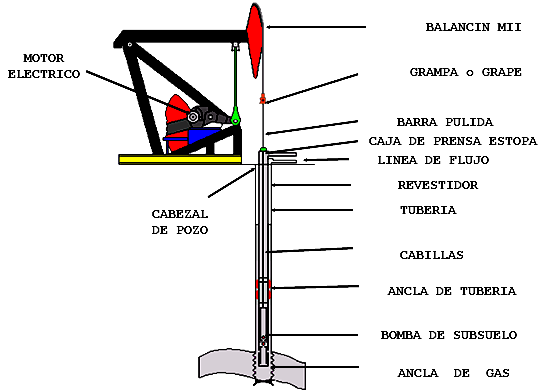 BALANCIN MII
MOTOR
ELECTRICO
GRAMPA o GRAPE
BARRA PULIDA
CAJA DE PRENSA ESTOPA
LINEA DE FLUJO
REVESTIDOR
CABEZAL
DE POZO
TUBERIA
CABILLAS
ANCLA DE TUBERIA
BOMBA DE SUBSUELO
ANCLA DE GAS